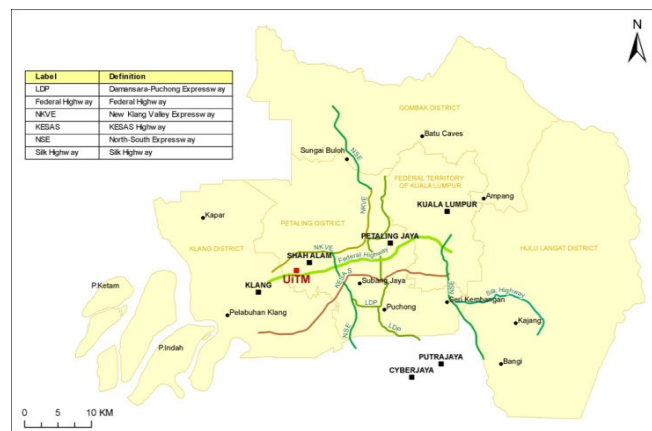 N
Label Definition
LDP Damansara-Puchong Expressway
Federal Highway Federal Highway
NKVE New Klang Valley Expressway
KESAS KESAS Highway
NSE North-South Expressway
Silk Highway Silk Highway
GOMBAK DISTRICT
Batu Caves
Sungai Buloh
NSE
FEDERAL TERRITORY
OF KUALA LUMPUR
Ampang
KUALA LUMPUR
NKVE
Kapar
PETALING DISTRICT
PETALING JAYA
KLANG DISTRICT
NKVE
Federal Highway
HULU LANGAT DISTRICT
SHAH ALAM
UiTM
KESAS
Subang Jaya
P.Ketam
KLANG
NSE
Silk Highway
LDP
Seri Kembangan
Pelabuhan Klang
Puchong
Kajang
NSE
LDP
P.Indah
PUTRAJAYA
Bangi
CYBERJAYA
0 5 10 KM